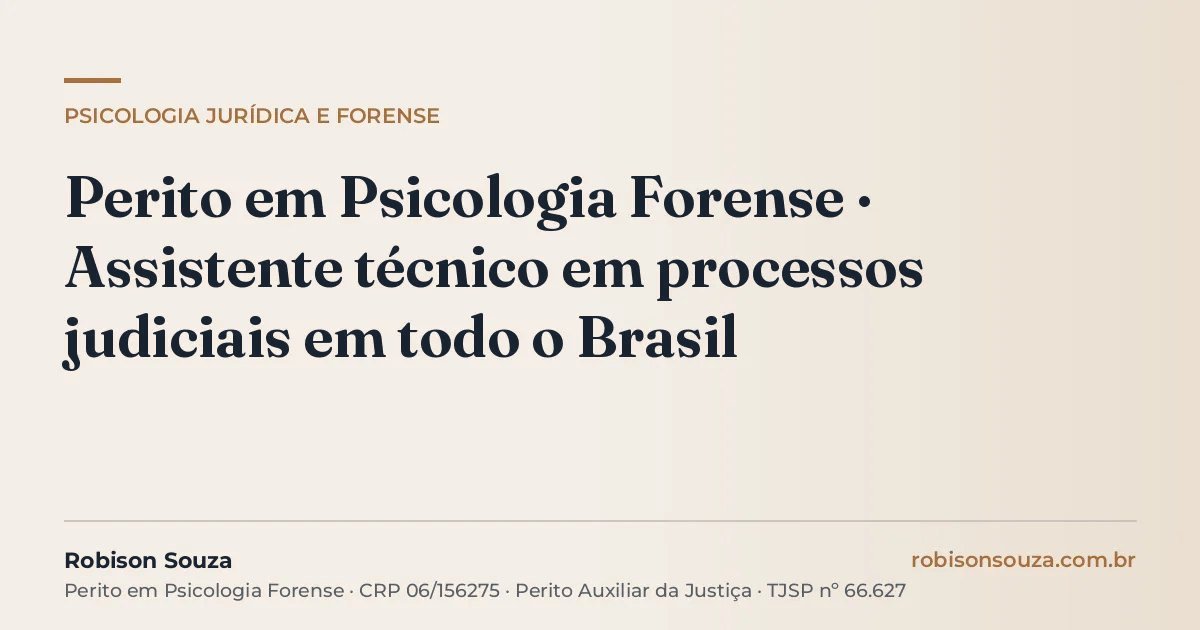 PSICOLOGIA JURÍDICA E FORENSE
Perito em Psicologia Forense ·
Assistente técnico em processos
judiciais em todo o Brasil
Robison Souza
robisonsouza.com.br
Perito em Psicologia Forense · CRP 06/156275 · Perito Auxiliar da Justiça · TJSP nº 66.627